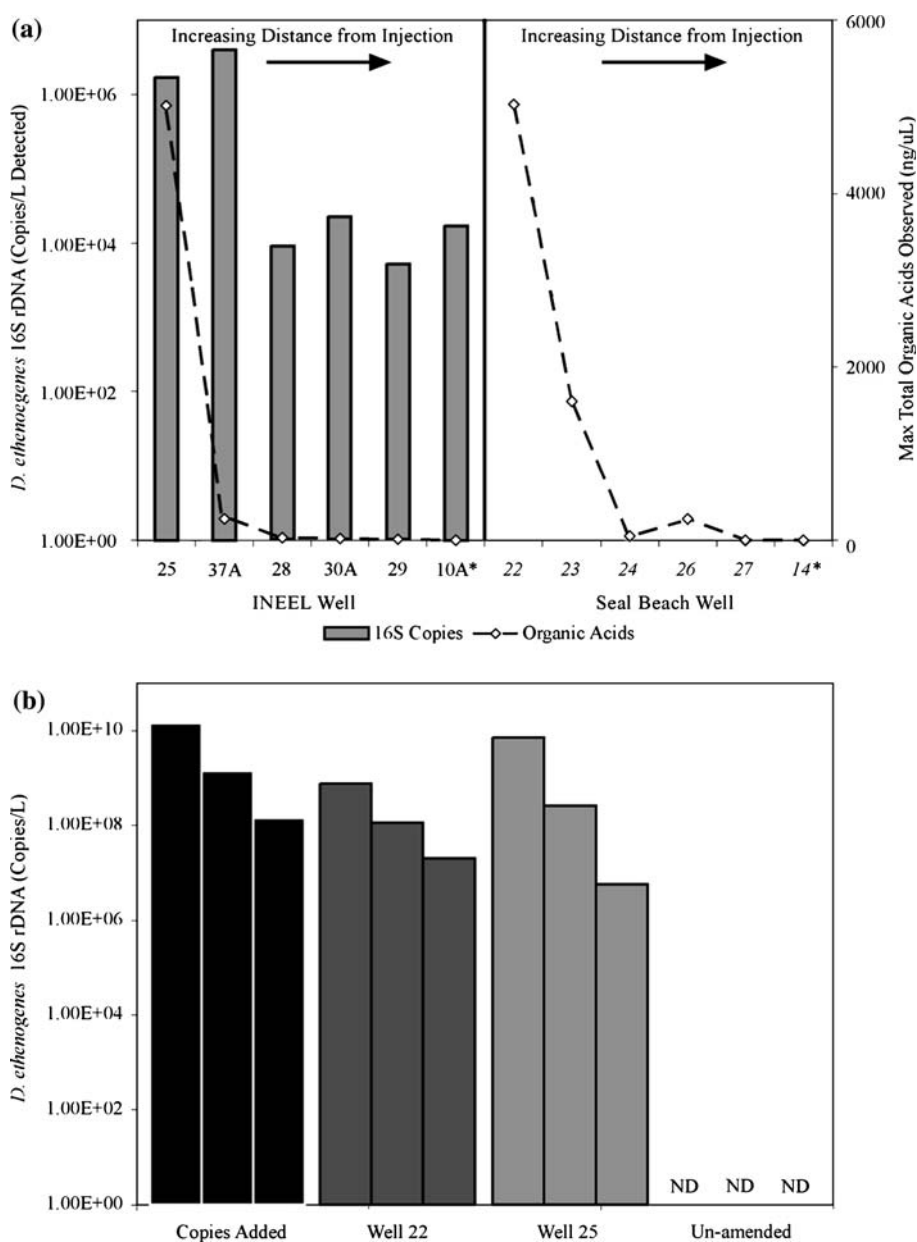 (a)
Increasing Distance from Injection
Increasing Distance from Injection
D. ethenoegenes 16S rDNA (Copies/L Detected)
1.00E+06
1.00E+04
1.00E+02
1.00E+00
6000
4000
2000
0
Max Total Organic Acids Observed (ng/uL)
25 37A 28 30A 29 10A* 22 23 24 26 27 14*
INEEL Well Seal Beach Well
16S Copies Organic Acids
(b)
D. ethenogenes 16S rDNA (Copies/L)
1.00E+10
1.00E+08
1.00E+06
1.00E+04
1.00E+02
1.00E+00
ND ND ND
Copies Added Well 22 Well 25 Un-amended